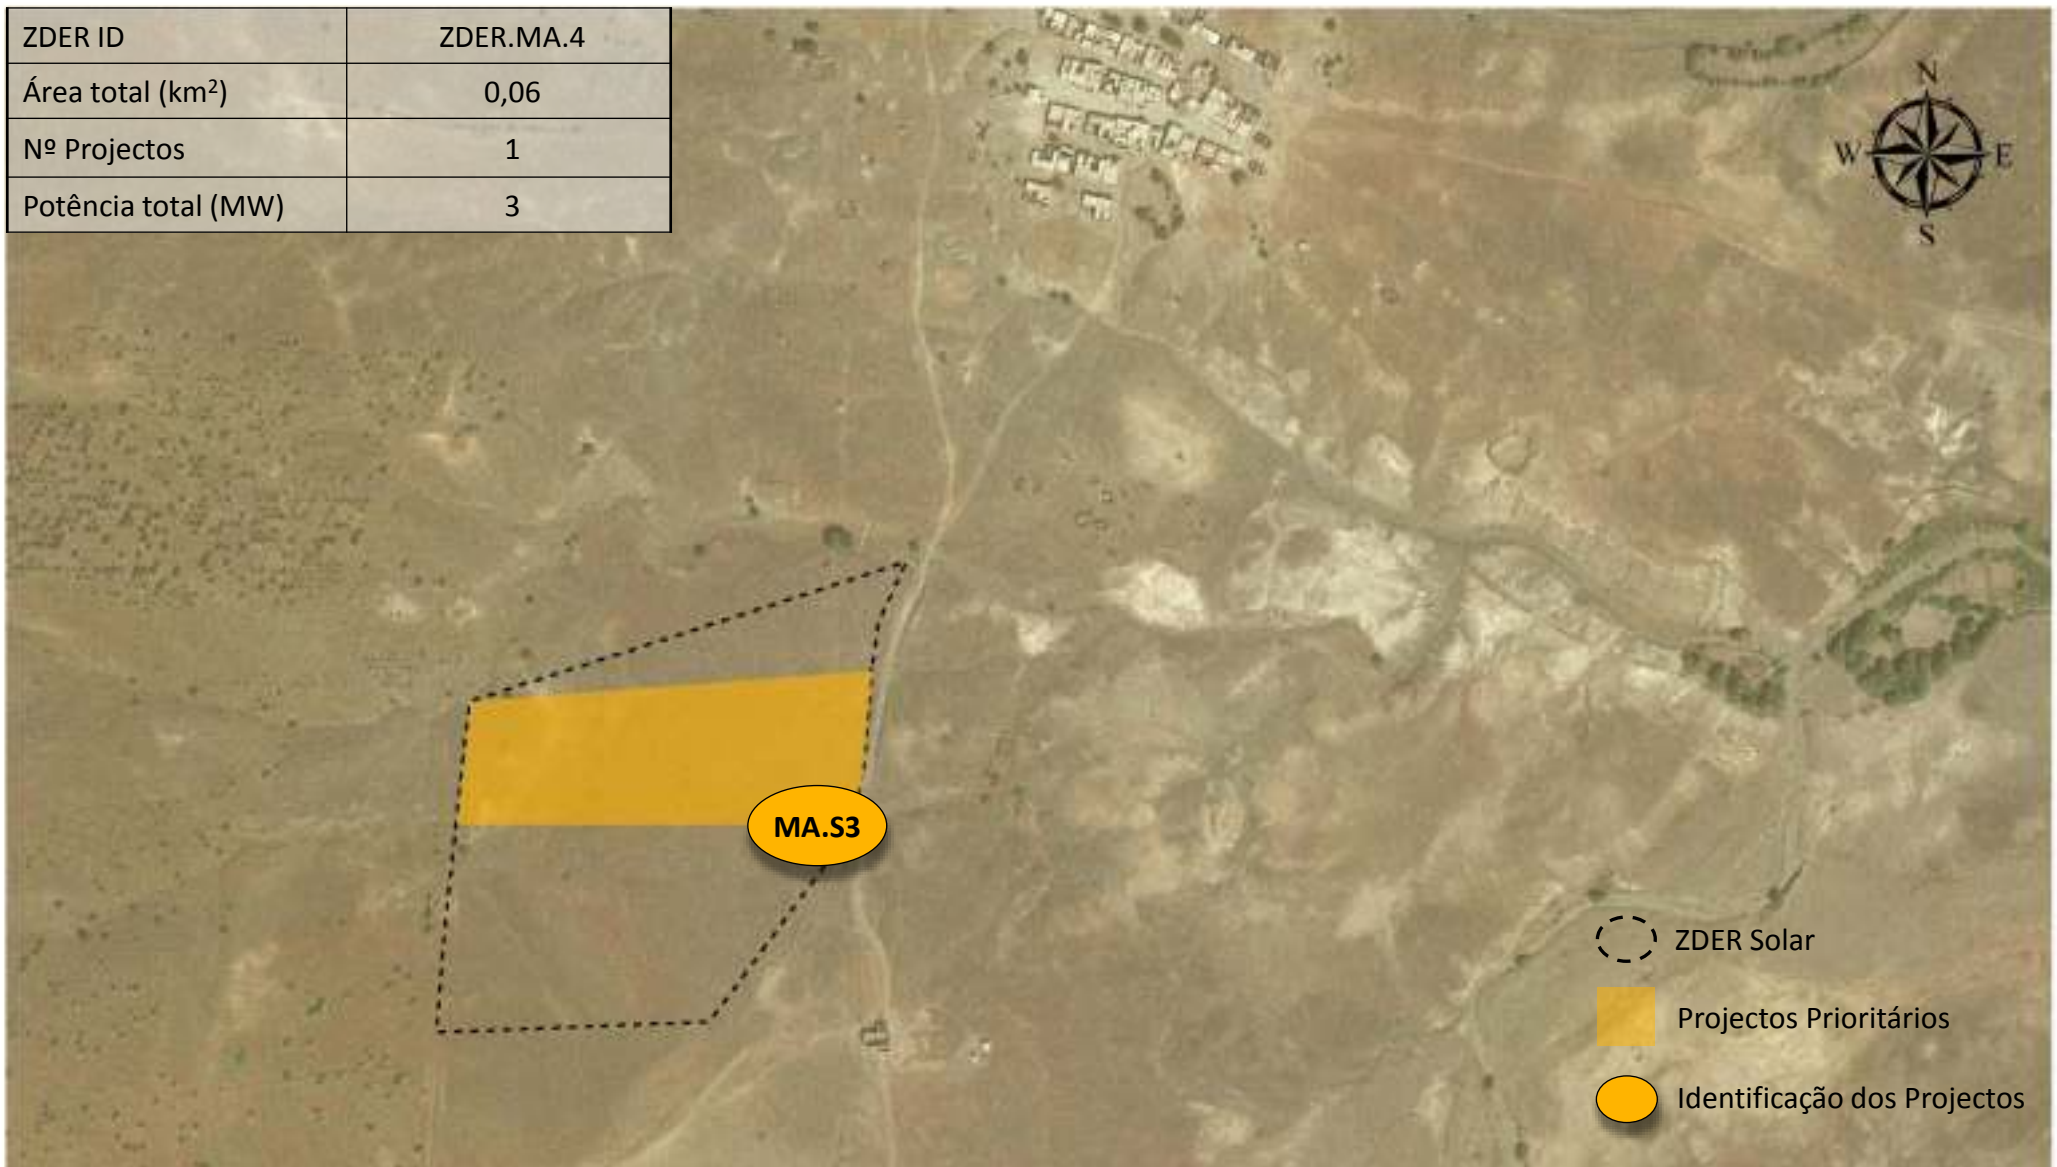 ZDER ID ZDER.MA.4
Área total (km²) 0,06
Nº Projectos 1
Potência total (MW) 3
N
W E
S
MA.S3
ZDER Solar
Projectos Prioritários
Identificação dos Projectos